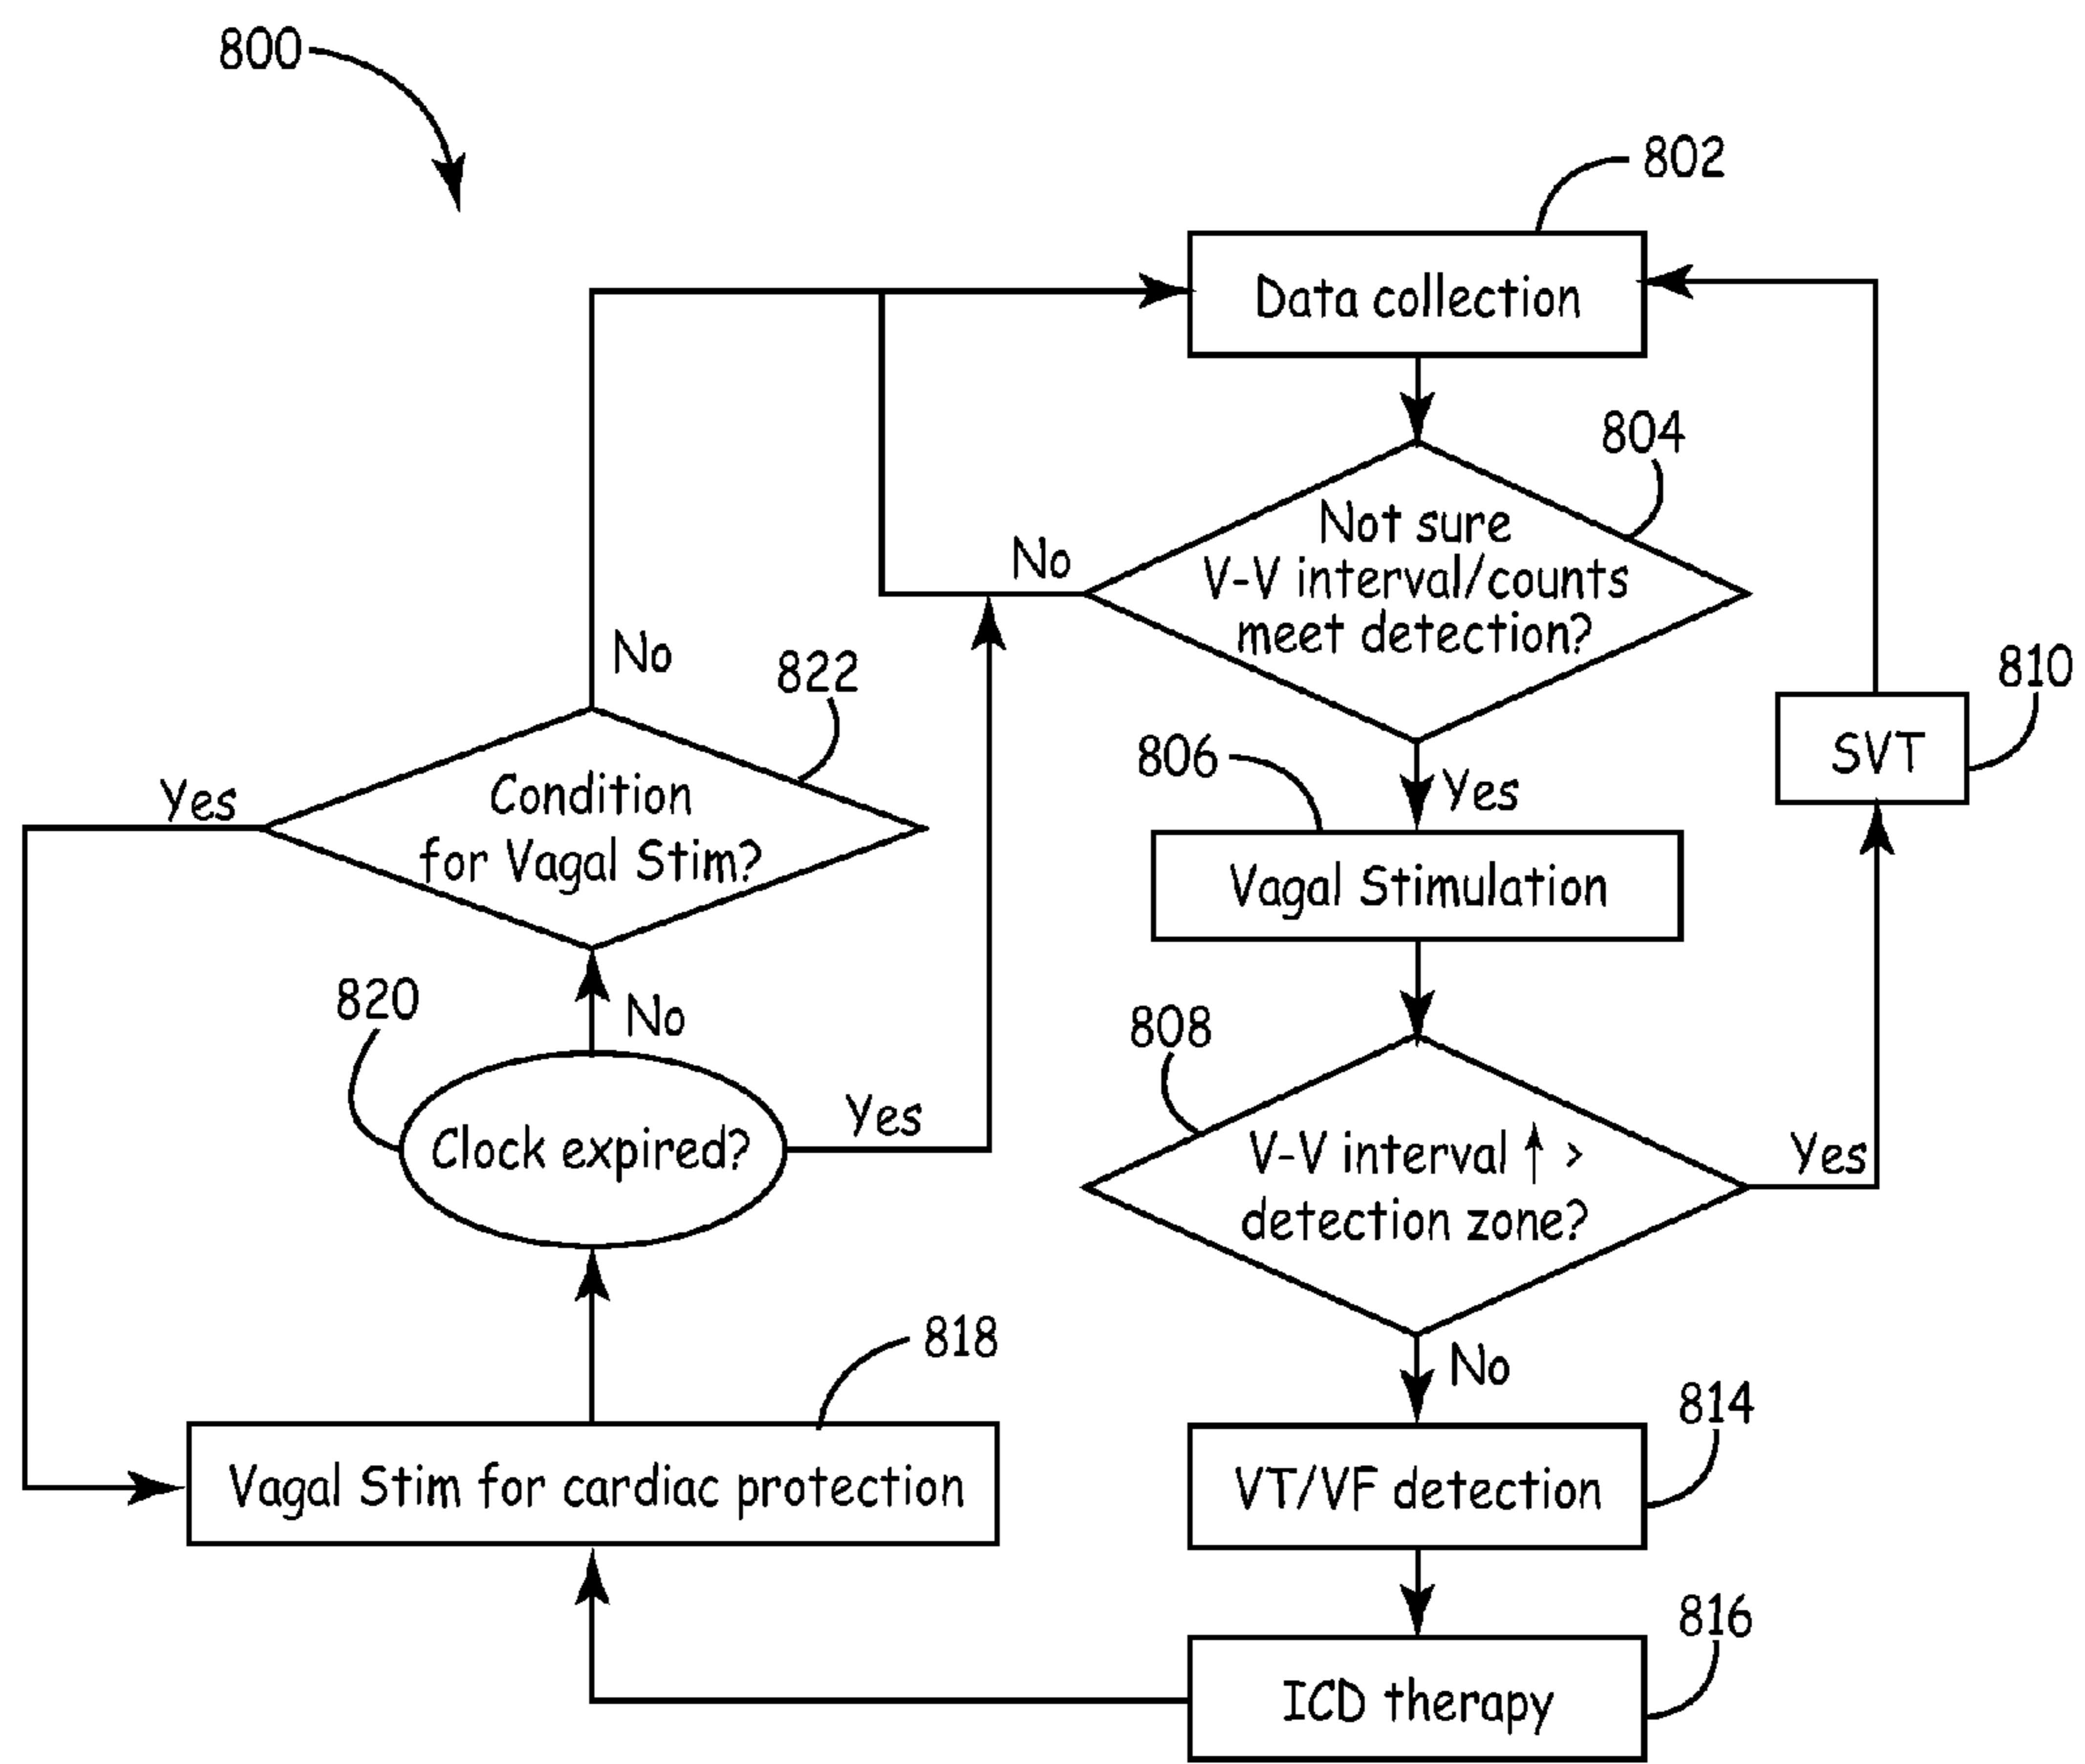 800
802
Data collection
804
Not sure
V-V interval/counts
meet detection?
No
No
822
810
SVT
806
Yes
Yes
Condition
for Vagal Stim?
Vagal Stimulation
820
No
808
Clock expired?
Yes
V-V interval ↑ >
detection zone?
Yes
818
No
814
Vagal Stim for cardiac protection
VT/VF detection
816
ICD therapy